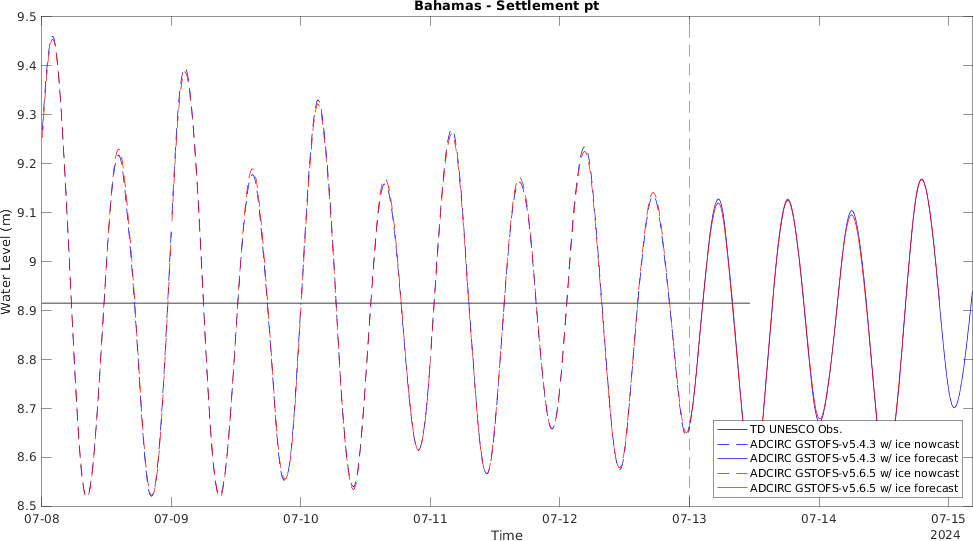 Bahamas - Settlement pt
9.5
9.4
9.3
9.2
9.1
9
8.9
8.8
8.7
8.6
8.5
Water Level (m)
07-08
07-09
07-10
07-11
07-12
07-13
07-14
07-15
Time
2024
TD UNESCO Obs.
ADCIRC GSTOFS-v5.4.3 w/ ice nowcast
ADCIRC GSTOFS-v5.4.3 w/ ice forecast
ADCIRC GSTOFS-v5.6.5 w/ ice nowcast
ADCIRC GSTOFS-v5.6.5 w/ ice forecast